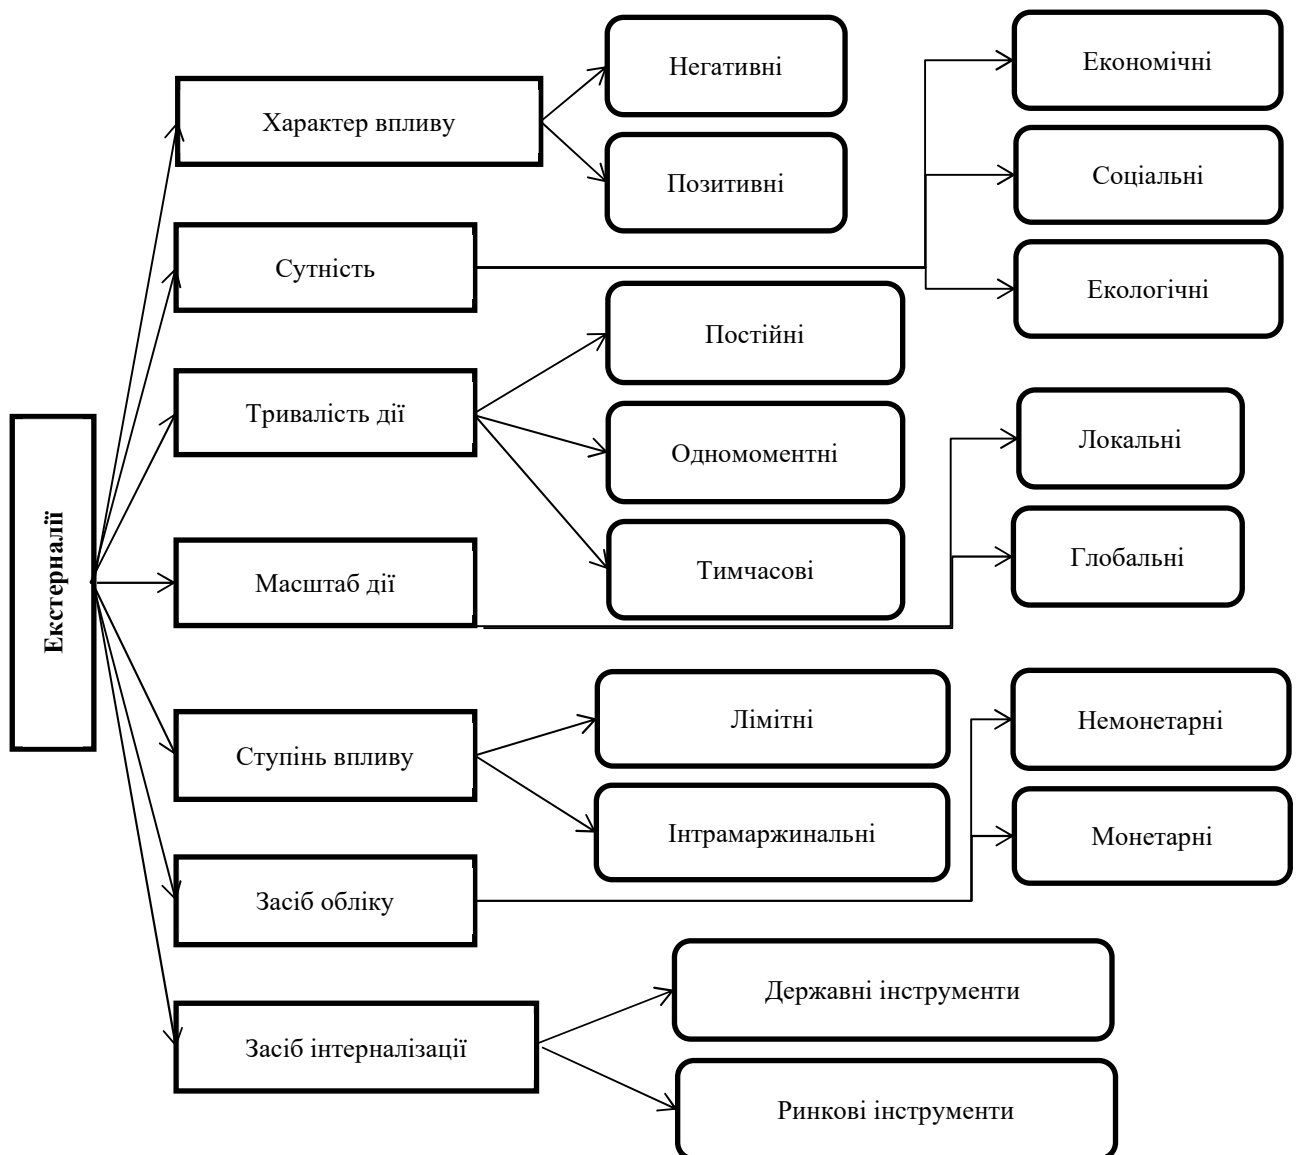 Екстерналії
Характер впливу
Негативні
Позитивні
Сутність
Економічні
Соціальні
Екологічні
Тривалість дії
Постійні
Одномоментні
Тимчасові
Масштаб дії
Локальні
Глобальні
Ступінь впливу
Лімітні
Інтрамаржинальні
Засіб обліку
Немонетарні
Монетарні
Засіб інтерналізації
Державні інструменти
Ринкові інструменти